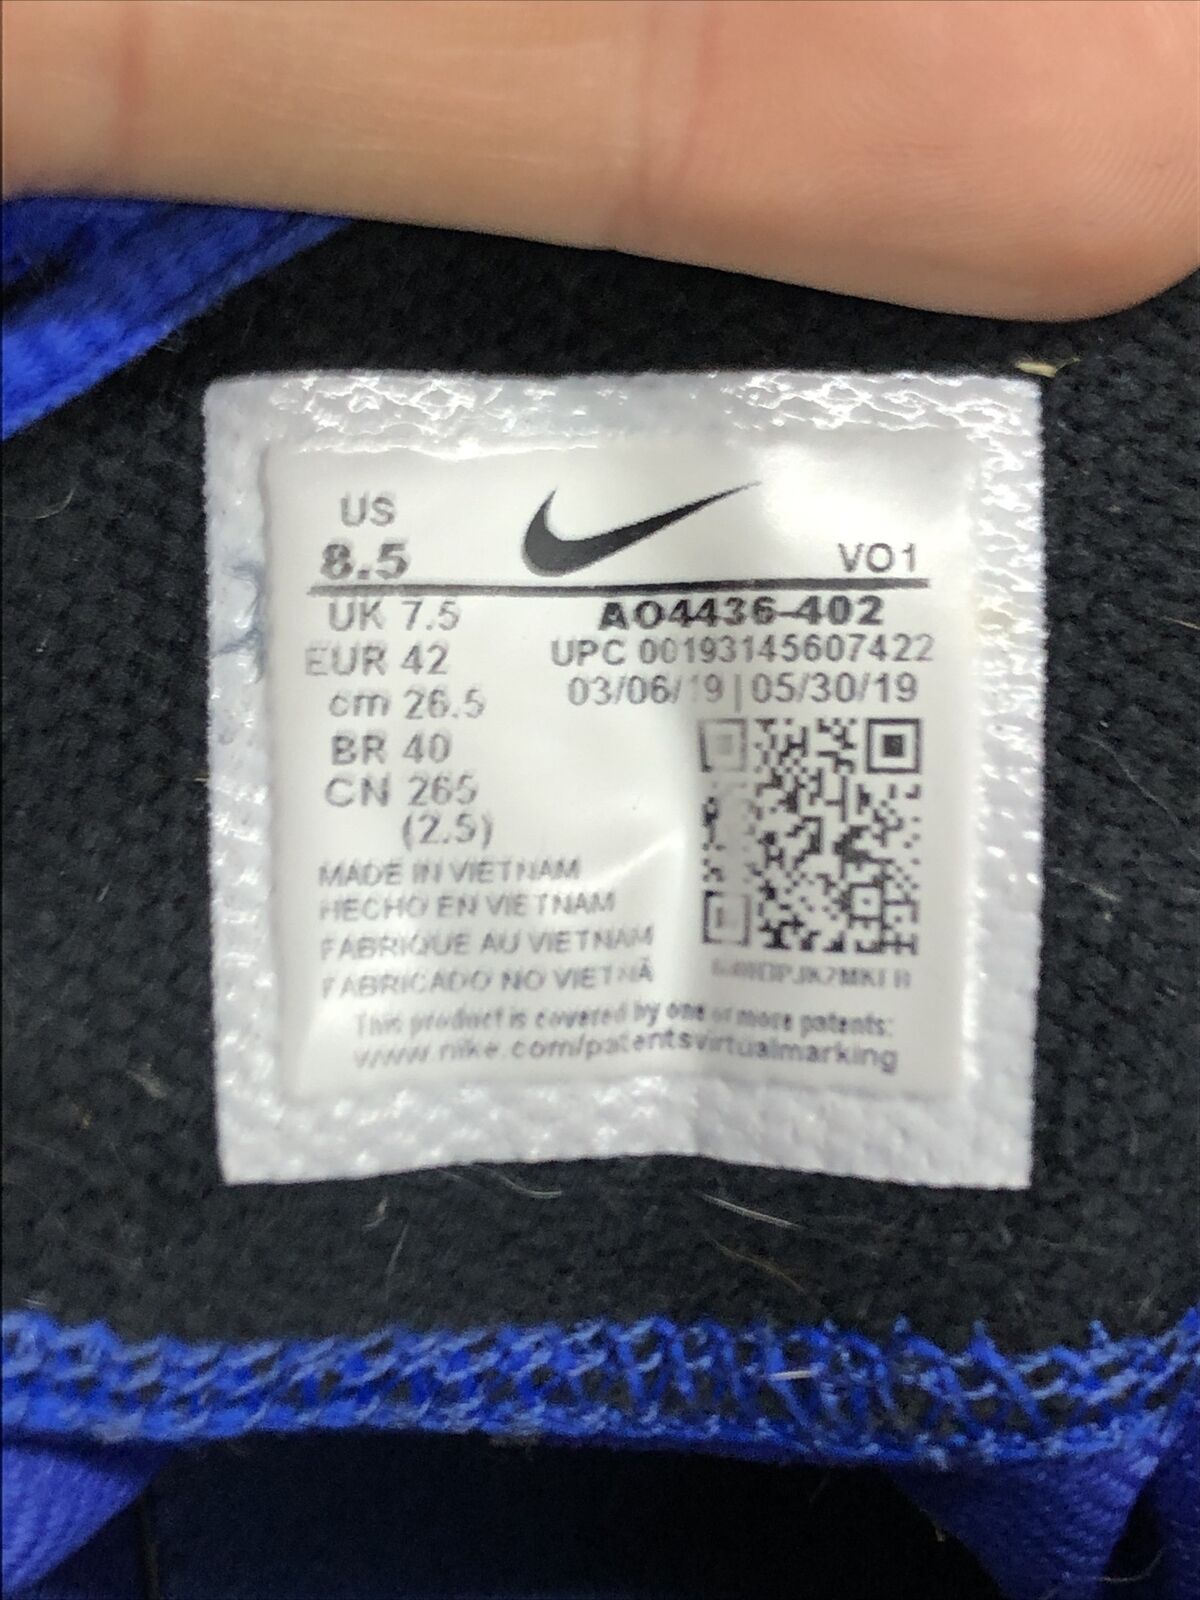 US
8.5
VO1
UK 7.5
AO4436-402
EUR 42
UPC 00193145607422
cm 26.5
03/06/19 | 05/30/19
BR 40
CN 265
(2.5)
MADE IN VIETNAM
HECHO EN VIETNAM
FABRIQUE AU VIETNAM
FABRICADO NO VIETNÃ
This product is covered by one or more patents:
www.nike.com/patentsvirtualmarking